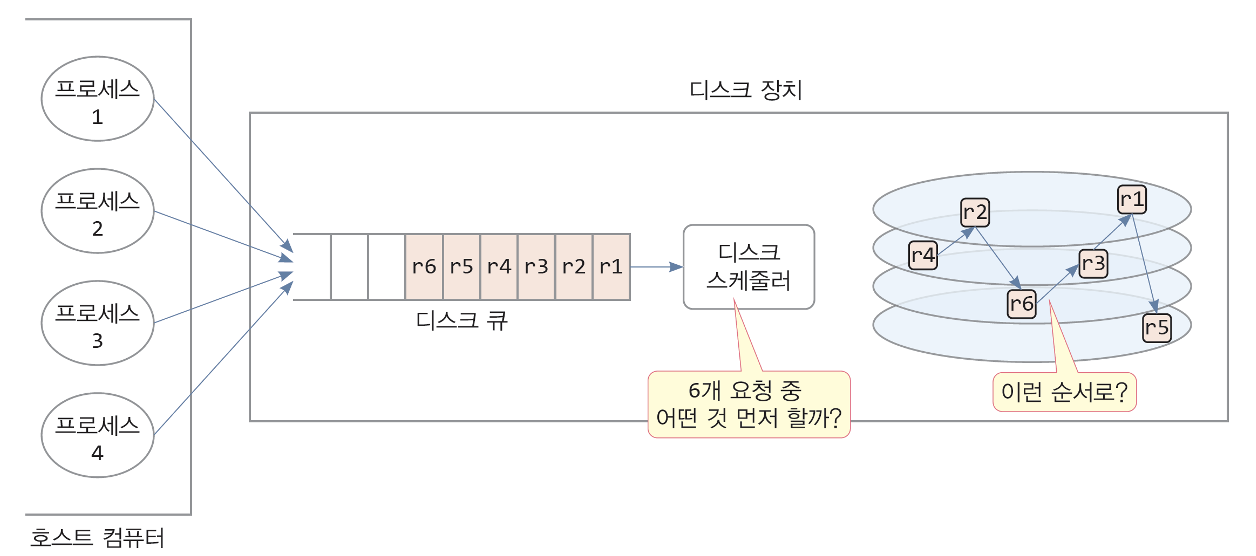 디스크 장치
프로세스
1
프로세스
2
프로세스
3
프로세스
4
호스트 컴퓨터
r6 r5 r4 r3 r2 r1
디스크 큐
디스크
스케줄러
6개 요청 중
어떤 것 먼저 할까?
r1
r2
r4
r3
r6
r5
이런 순서로?